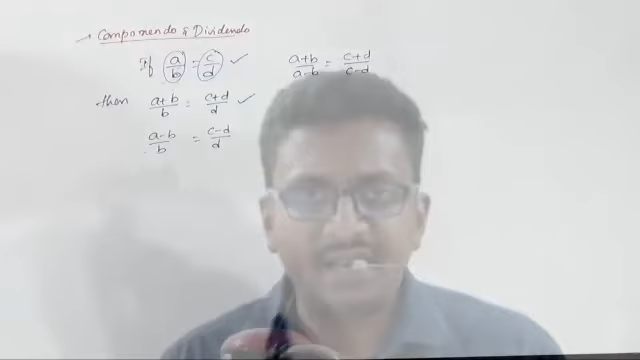 → Componendo & Dividendo
If a/b = c/d ✓
then (a+b)/b = (c+d)/d ✓
(a-b)/b = (c-d)/d
(a+b)/(a-b) = (c+d)/(c-d)